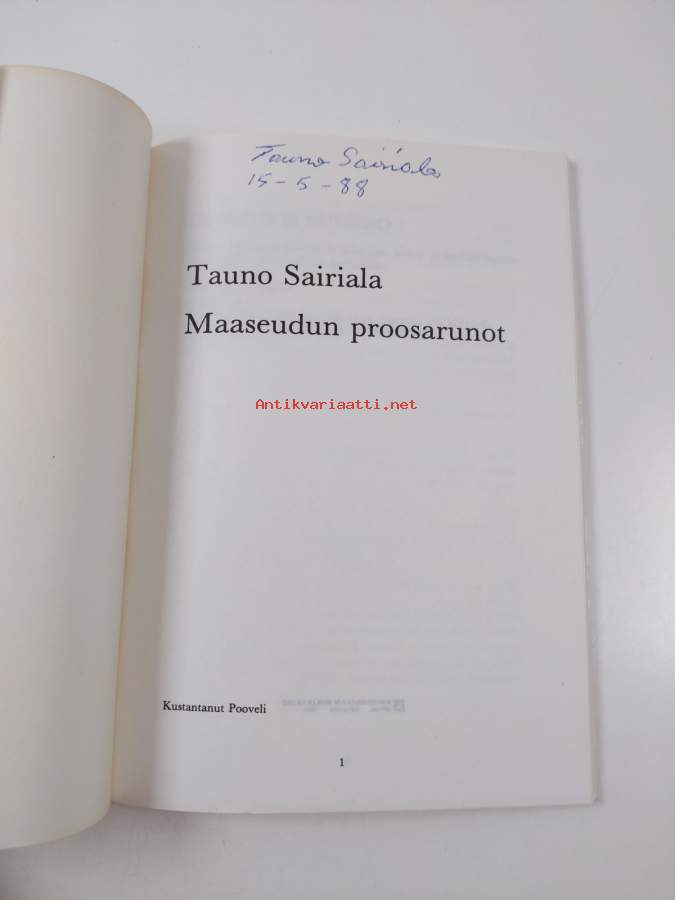 Tauno Sairiala
15-5-88
Tauno Sairiala
Maaseudun proosarunot
Antikvariaatti.net
Kustantanut Pooveli
1